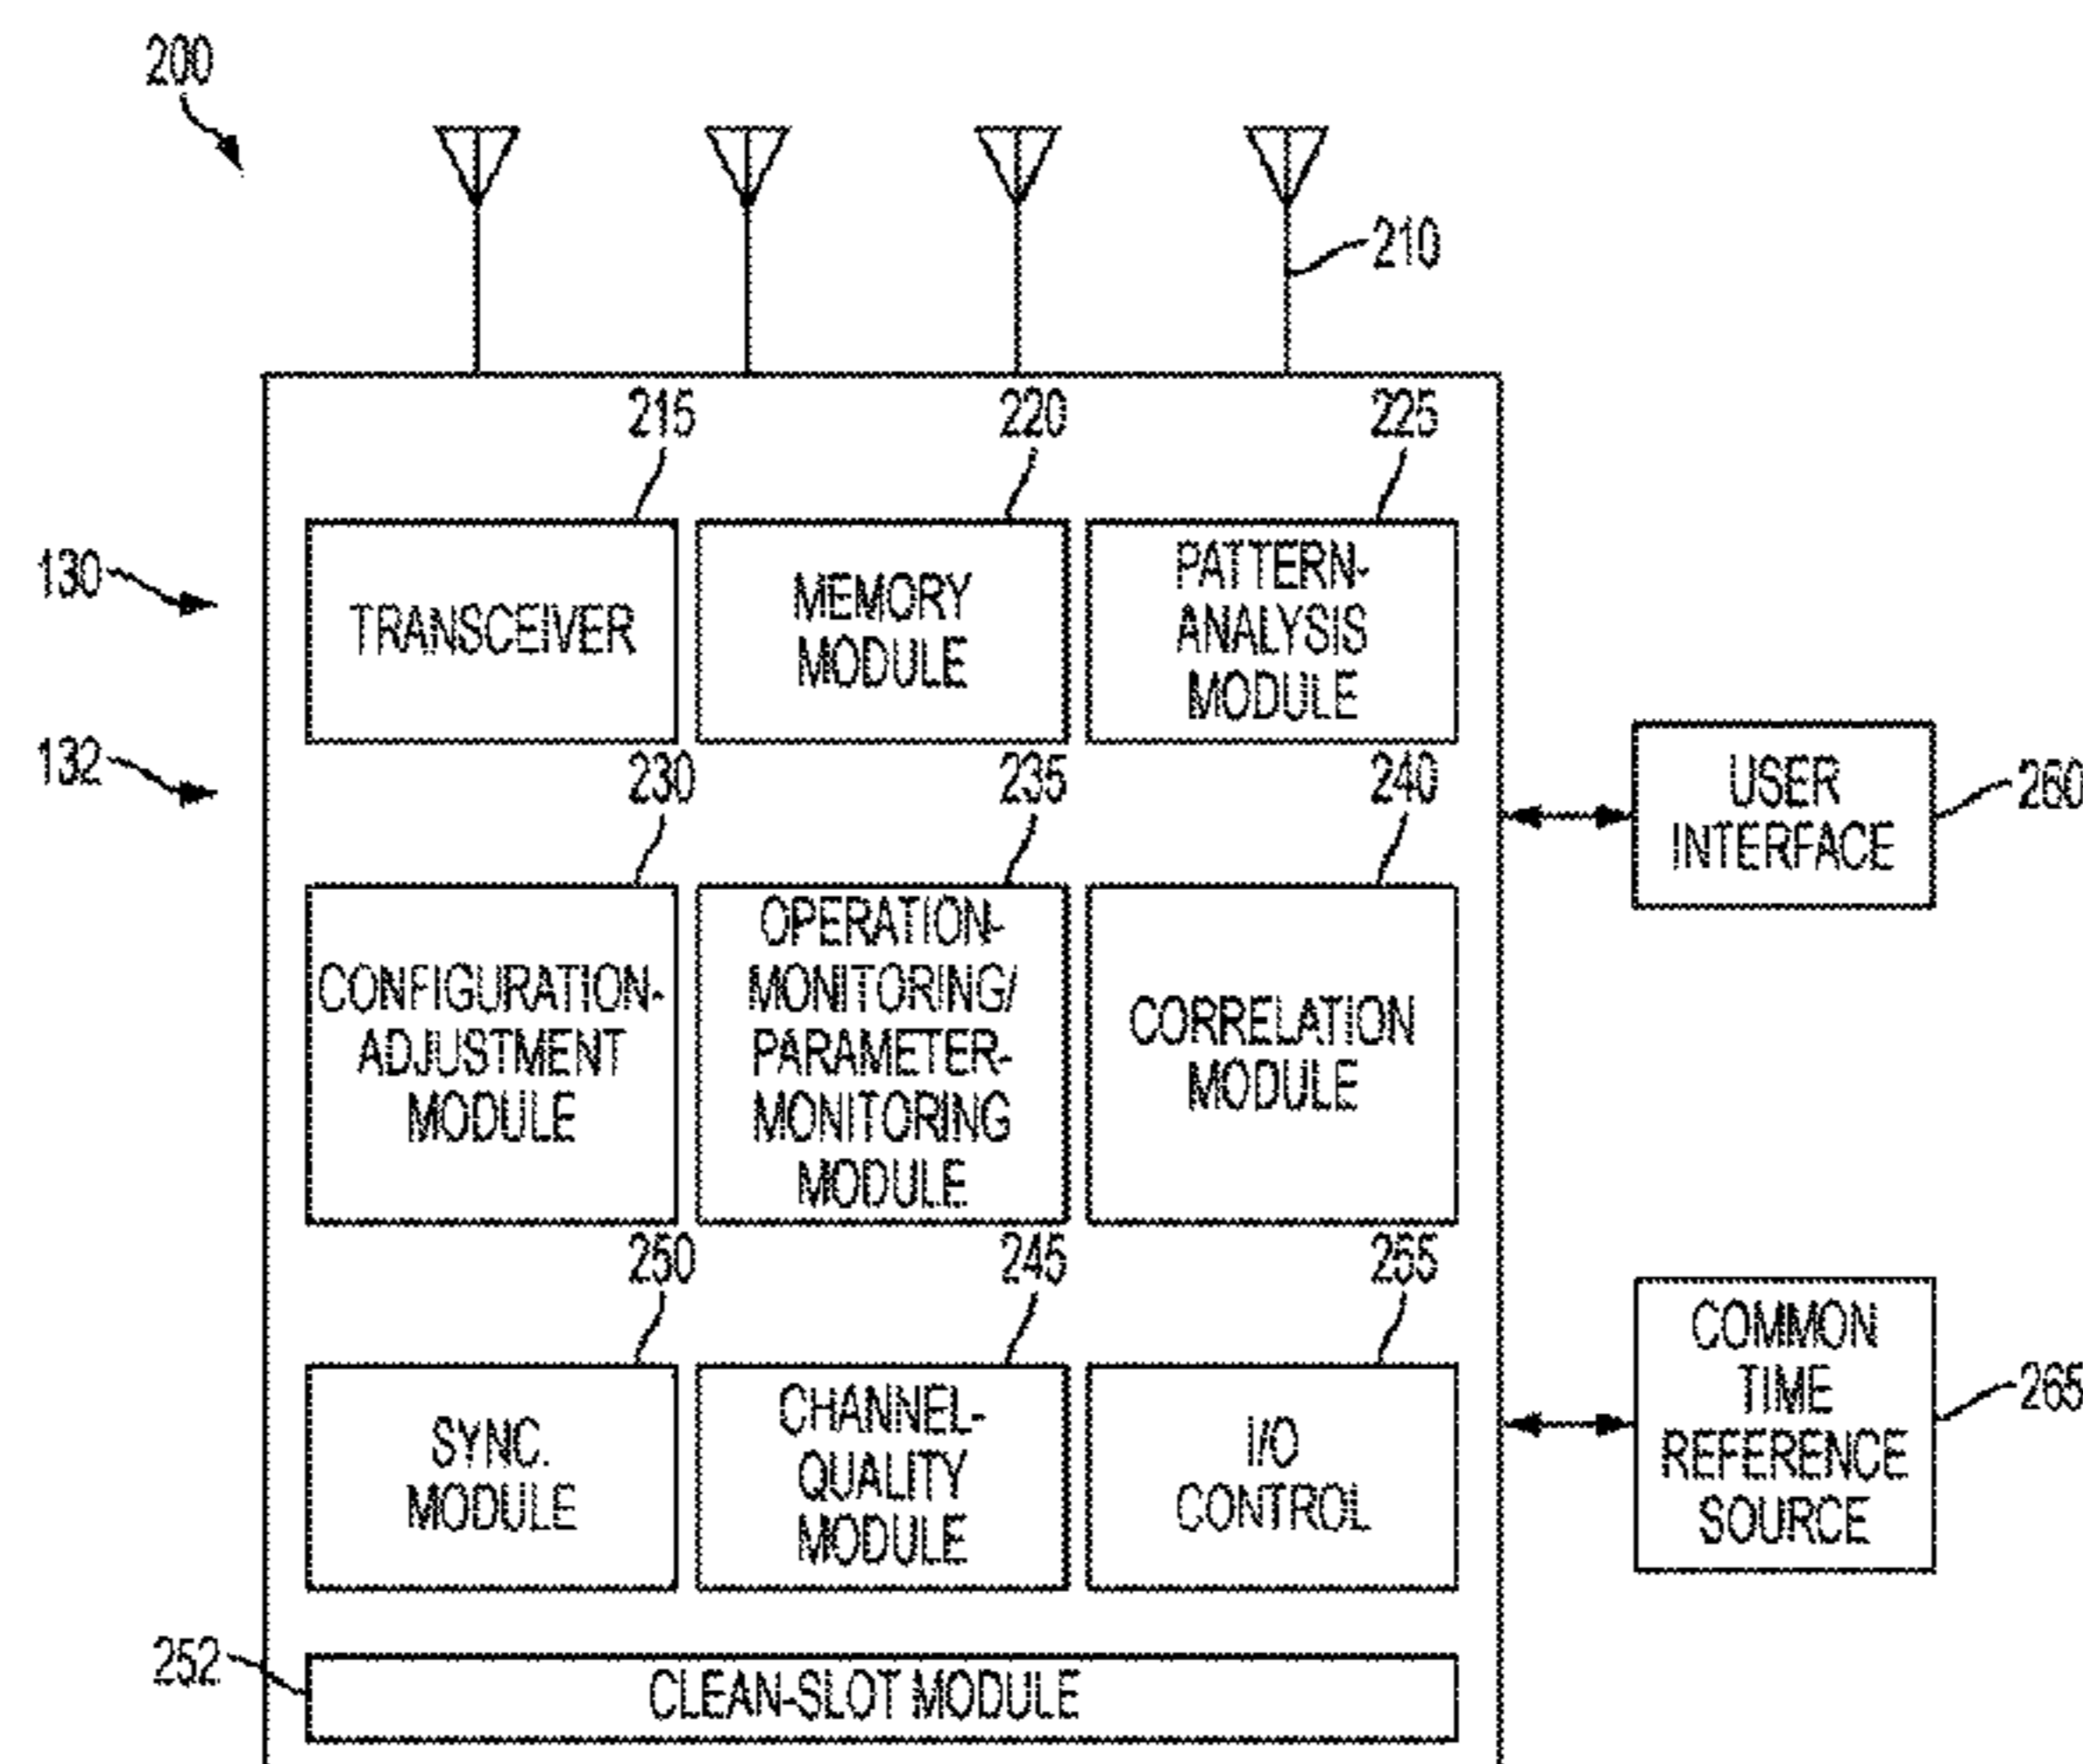 200
210
215
220
225
130
TRANSCEIVER
MEMORY
MODULE
PATTERN-
ANALYSIS
MODULE
132
230
235
240
USER
INTERFACE
260
CONFIGURATION-
ADJUSTMENT
MODULE
OPERATION-
MONITORING/
PARAMETER-
MONITORING
MODULE
CORRELATION
MODULE
250
245
255
SYNC.
MODULE
CHANNEL-
QUALITY
MODULE
I/O
CONTROL
COMMON
TIME
REFERENCE
SOURCE
265
252
CLEAN-SLOT MODULE